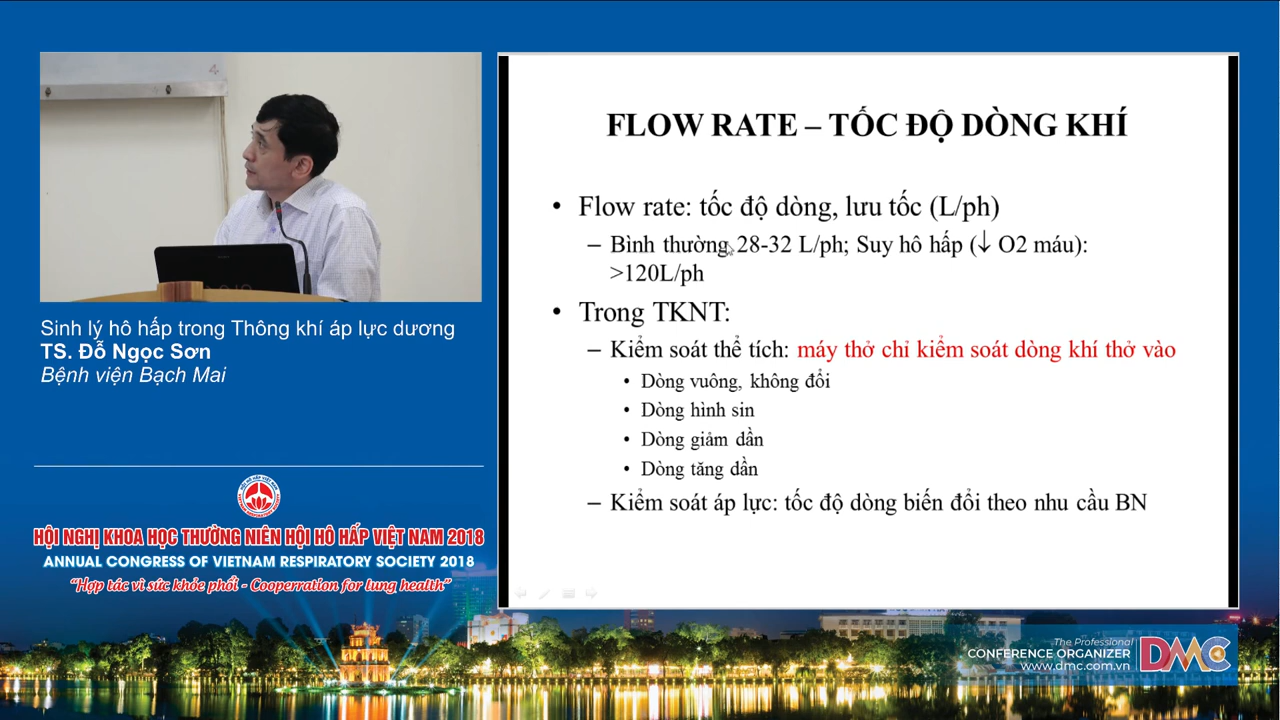 Sinh lý hô hấp trong Thông khí áp lực dương
TS. Đỗ Ngọc Sơn
Bệnh viện Bạch Mai
HỘI NGHỊ KHOA HỌC THƯỜNG NIÊN HỘI HÔ HẤP VIỆT NAM 2018
ANNUAL CONGRESS OF VIETNAM RESPIRATORY SOCIETY 2018
“Hợp tác vì sức khỏe phổi - Cooperration for lung health”
FLOW RATE – TỐC ĐỘ DÒNG KHÍ
• Flow rate: tốc độ dòng, lưu tốc (L/ph)
– Bình thường 28-32 L/ph; Suy hô hấp (↓ O2 máu):
>120L/ph
• Trong TKNT:
– Kiểm soát thể tích: máy thở chỉ kiểm soát dòng khí thở vào
• Dòng vuông, không đổi
• Dòng hình sin
• Dòng giảm dần
• Dòng tăng dần
– Kiểm soát áp lực: tốc độ dòng biến đổi theo nhu cầu BN
The Professional
CONFERENCE ORGANIZER
www.dmc.com.vn
DMC